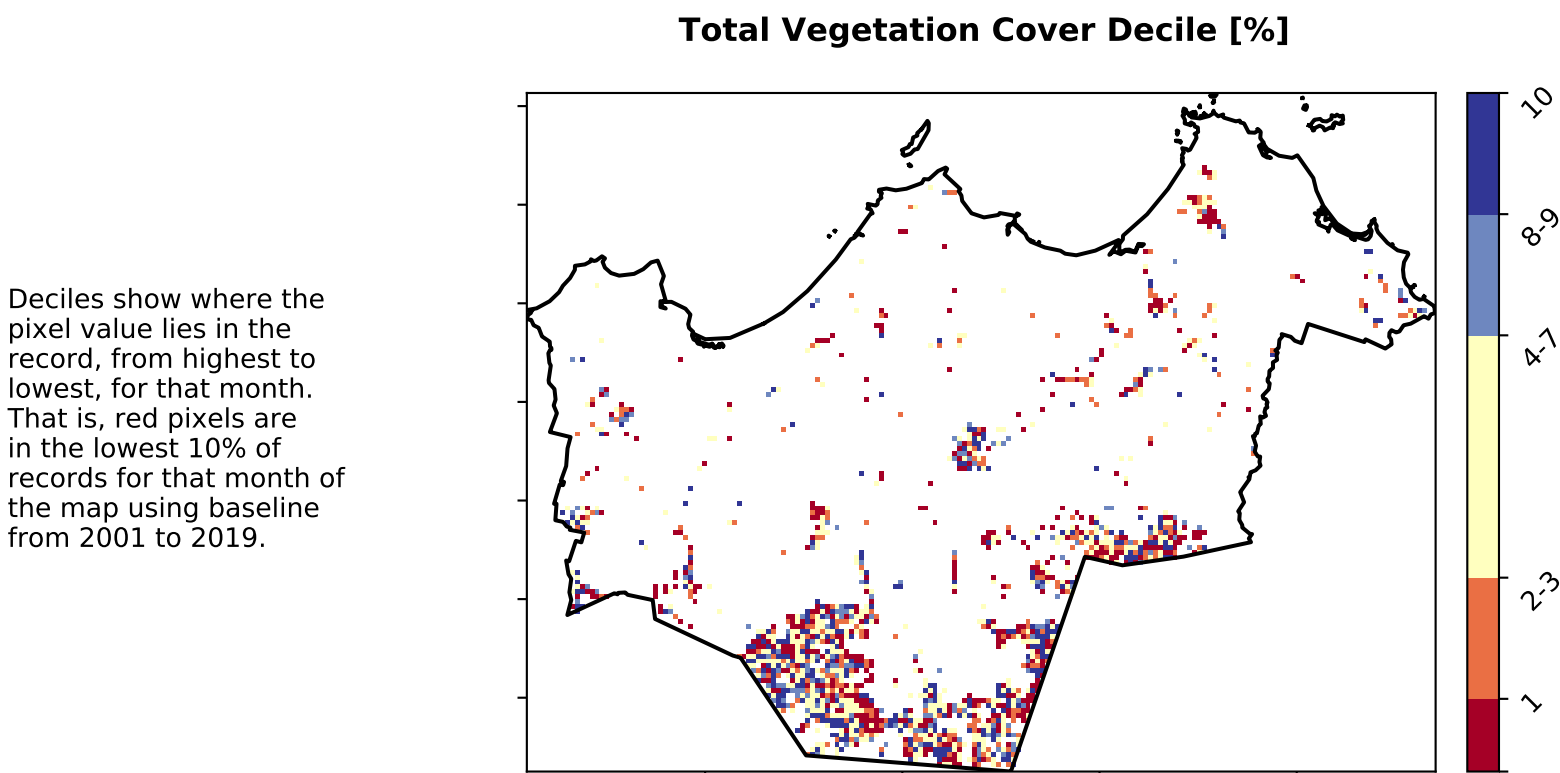 Total Vegetation Cover Decile [%]
Deciles show where the
pixel value lies in the
record, from highest to
lowest, for that month.
That is, red pixels are
in the lowest 10% of
records for that month of
the map using baseline
from 2001 to 2019.
10
8-9
4-7
2-3
1